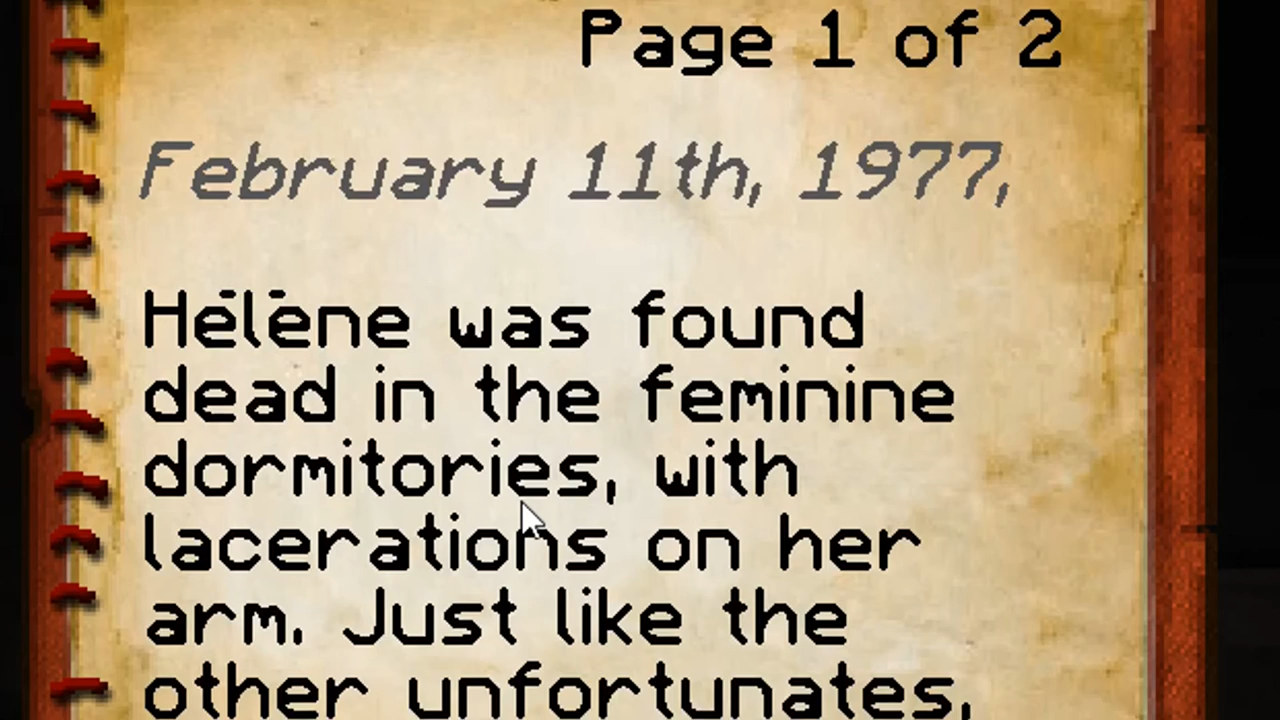 Page 1 of 2
February 11th, 1977,
Hélène was found
dead in the feminine
dormitories, with
lacerations on her
arm. Just like the
other unfortunates,